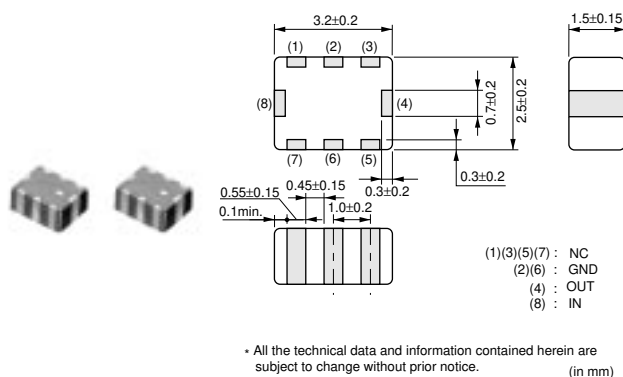 3.2±0.2
1.5±0.15
(1) (2) (3)
(8)
(4)
0.7±0.2
2.5±0.2
(7) (6) (5)
0.3±0.2
0.3±0.2
0.55±0.15
0.45±0.15
0.1min.
1.0±0.2
(1)(3)(5)(7) : NC
(2)(6) : GND
(4) : OUT
(8) : IN
* All the technical data and information contained herein are
subject to change without prior notice.
(in mm)